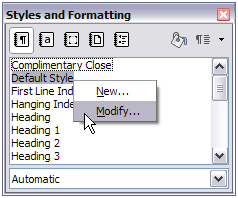 Styles and Formatting
Complimentary Close
Default Style
First Line Ind
New...
Hanging Inde
Modify...
Heading
Heading 1
Heading 2
Heading 3
Automatic